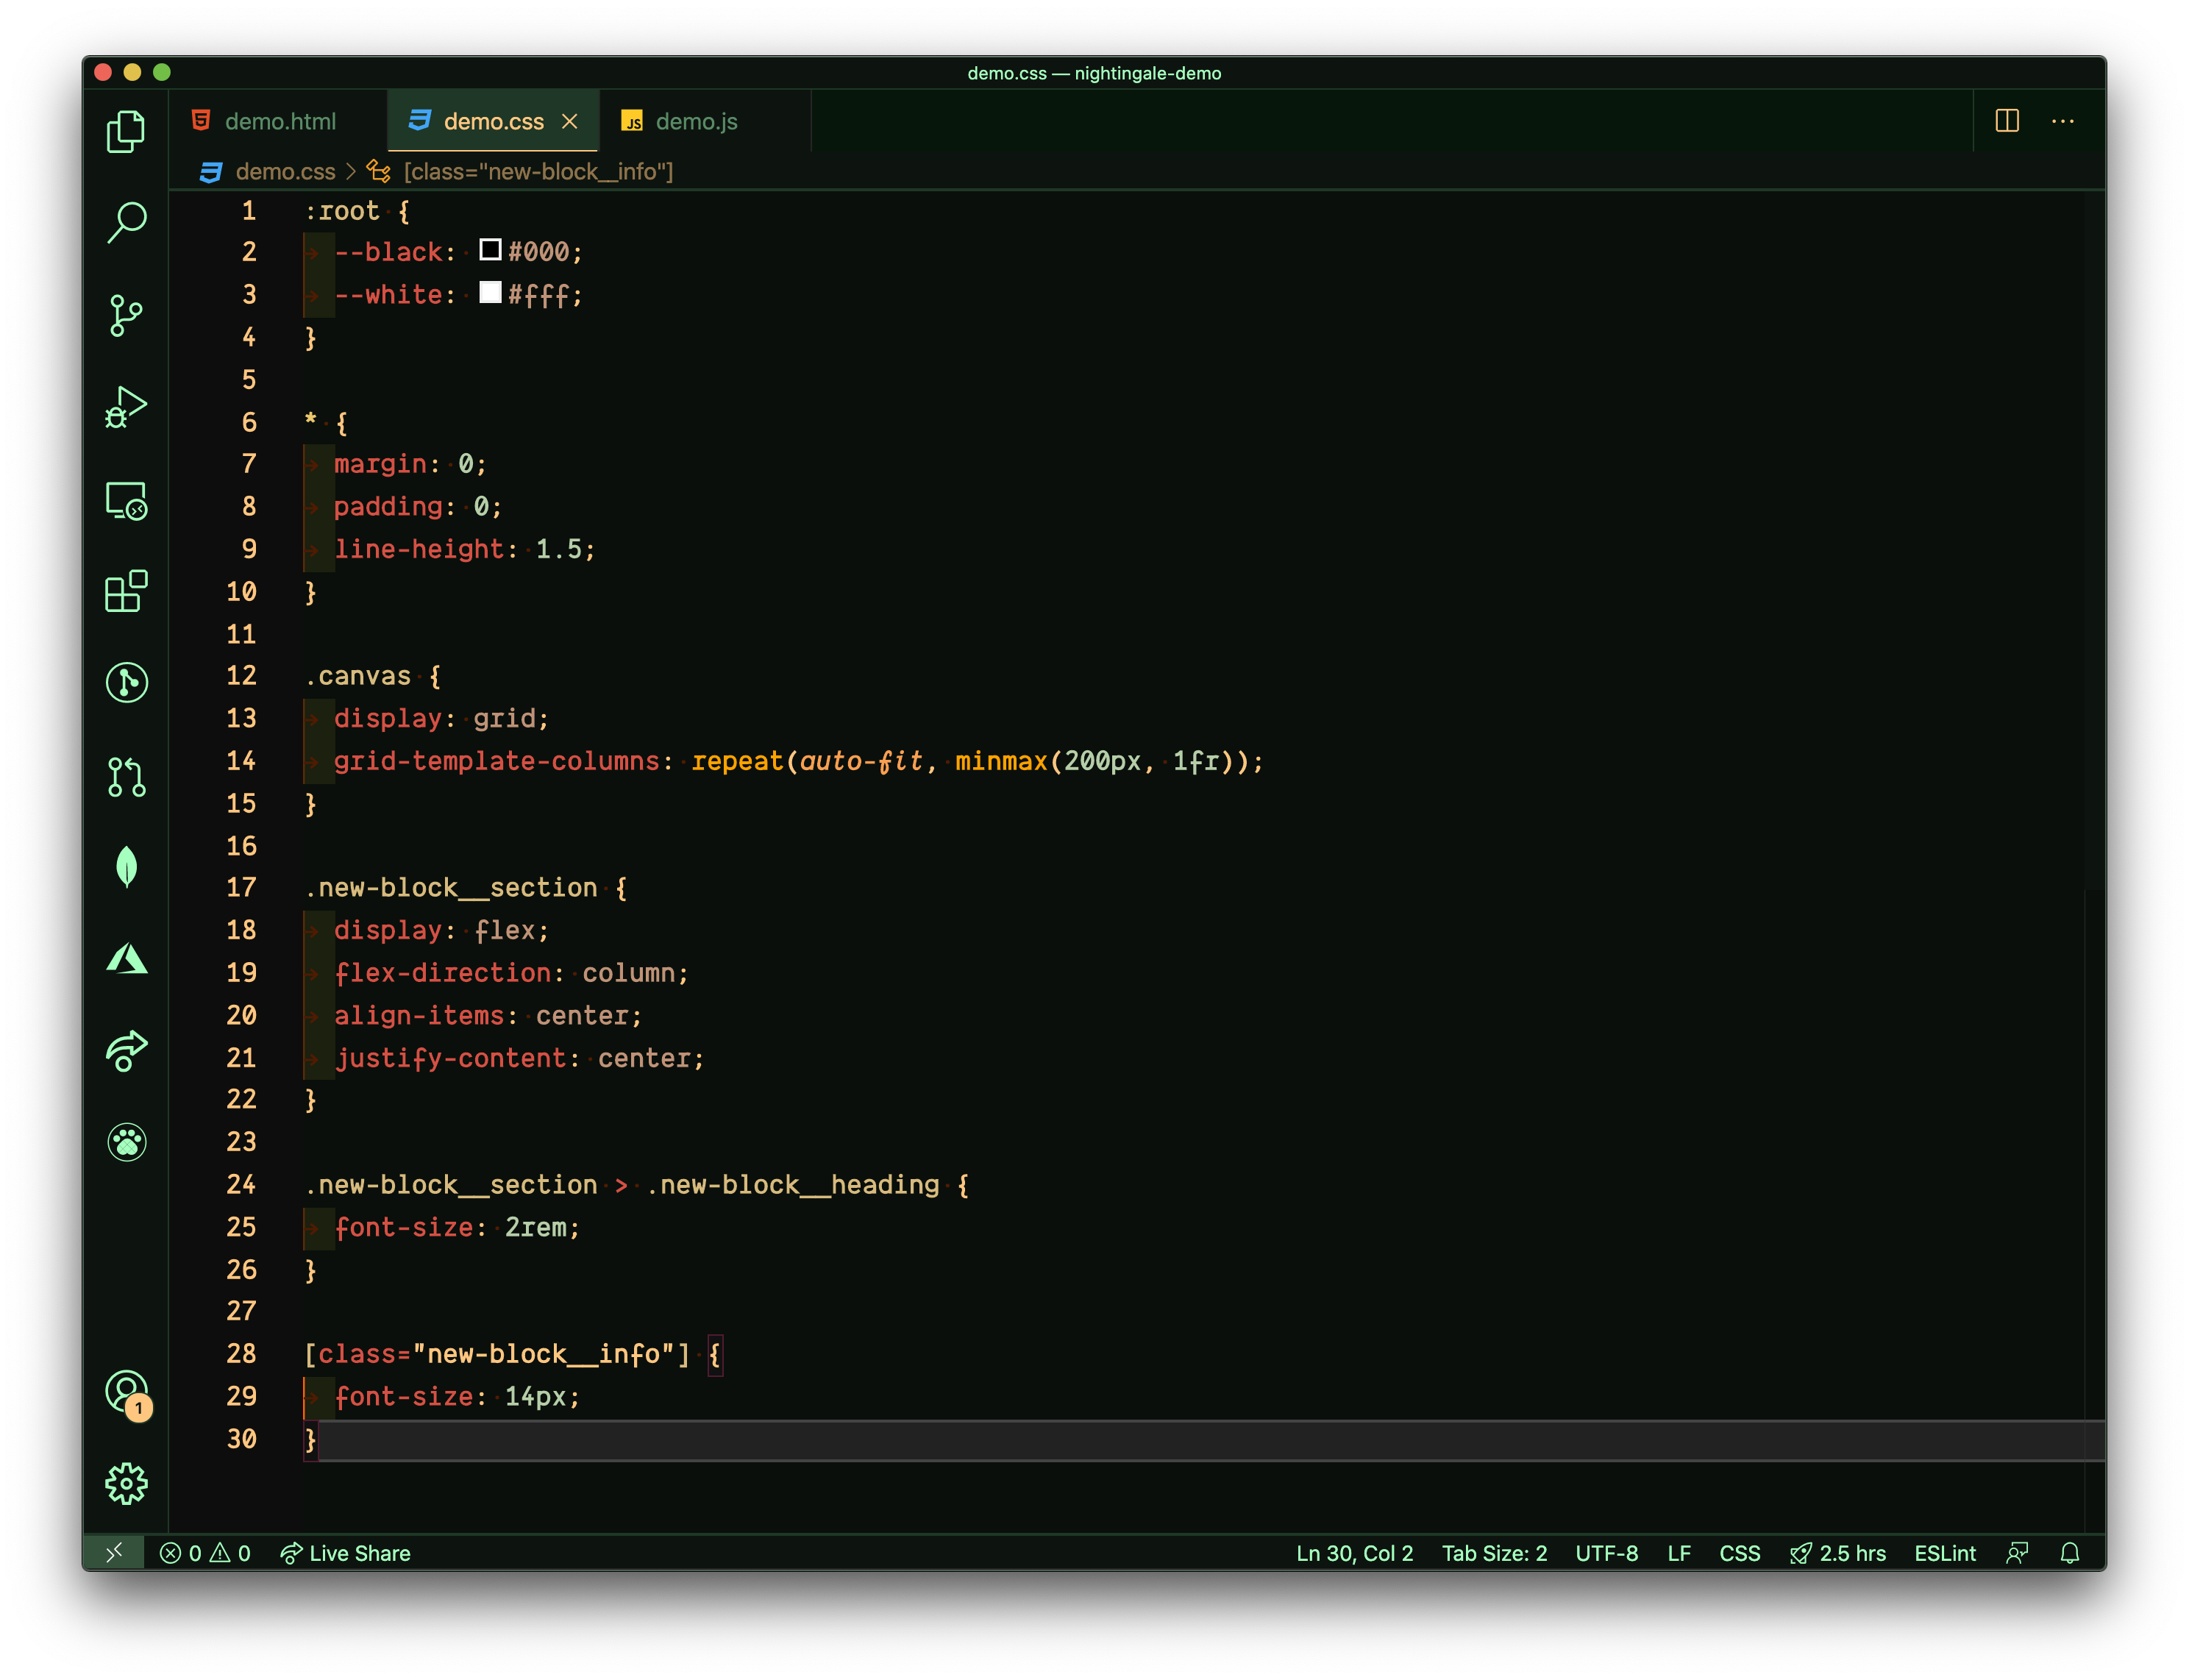 demo.css — nightingale-demo
demo.html
demo.css
JS demo.js
demo.css > [class="new-block__info"]
1 :root {
2 --black: #000;
3 --white: #fff;
4 }
5
6 * {
7 margin: 0;
8 padding: 0;
9 line-height: 1.5;
10 }
11
12 .canvas {
13 display: grid;
14 grid-template-columns: repeat(auto-fit, minmax(200px, 1fr));
15 }
16
17 .new-block__section {
18 display: flex;
19 flex-direction: column;
20 align-items: center;
21 justify-content: center;
22 }
23
24 .new-block__section > .new-block__heading {
25 font-size: 2rem;
26 }
27
28 [class="new-block__info"] {
29 font-size: 14px;
30 }
1
0 0 Live Share Ln 30, Col 2 Tab Size: 2 UTF-8 LF CSS 2.5 hrs ESLint